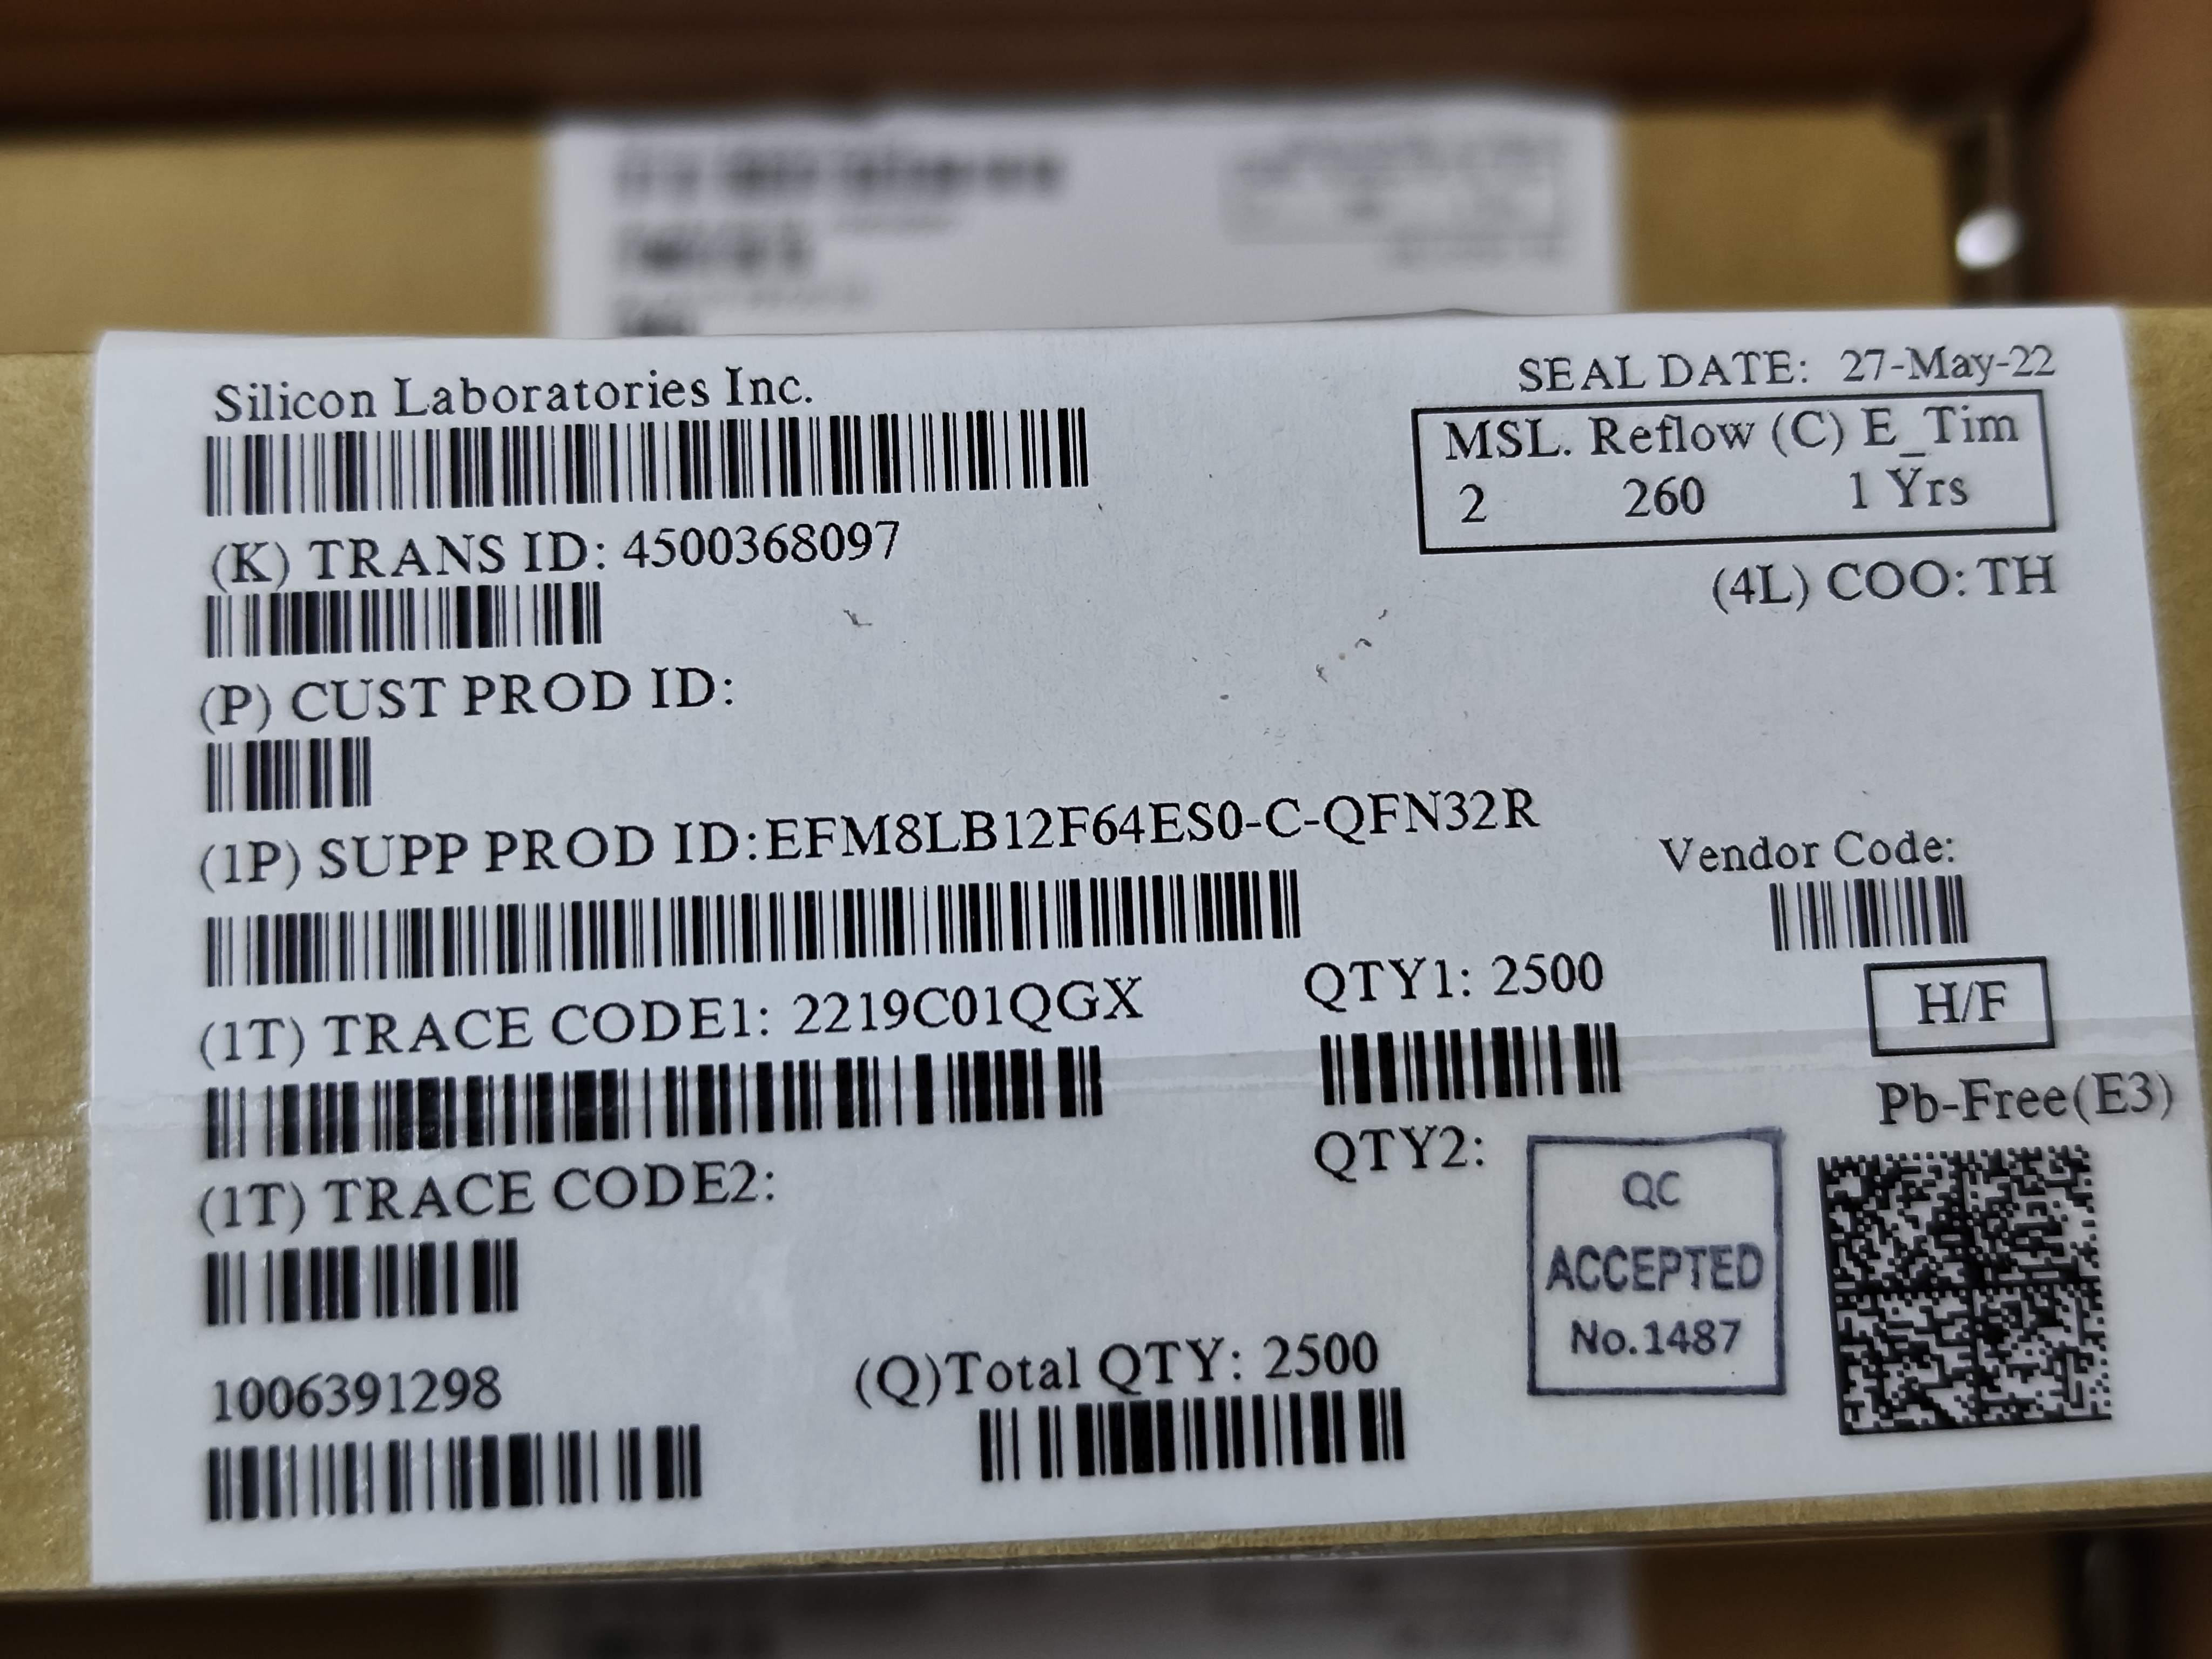 Silicon Laboratories Inc.
SEAL DATE: 27-May-22
MSL. Reflow (C) E_Tim
2 260 1 Yrs
(K) TRANS ID: 4500368097
(4L) COO: TH
(P) CUST PROD ID:
(1P) SUPP PROD ID:EFM8LB12F64ES0-C-QFN32R
Vendor Code:
(1T) TRACE CODE1: 2219C01QGX
QTY1: 2500
H/F
Pb-Free(E3)
(1T) TRACE CODE2:
QTY2:
QC
ACCEPTED
No.1487
1006391298
(Q)Total QTY: 2500